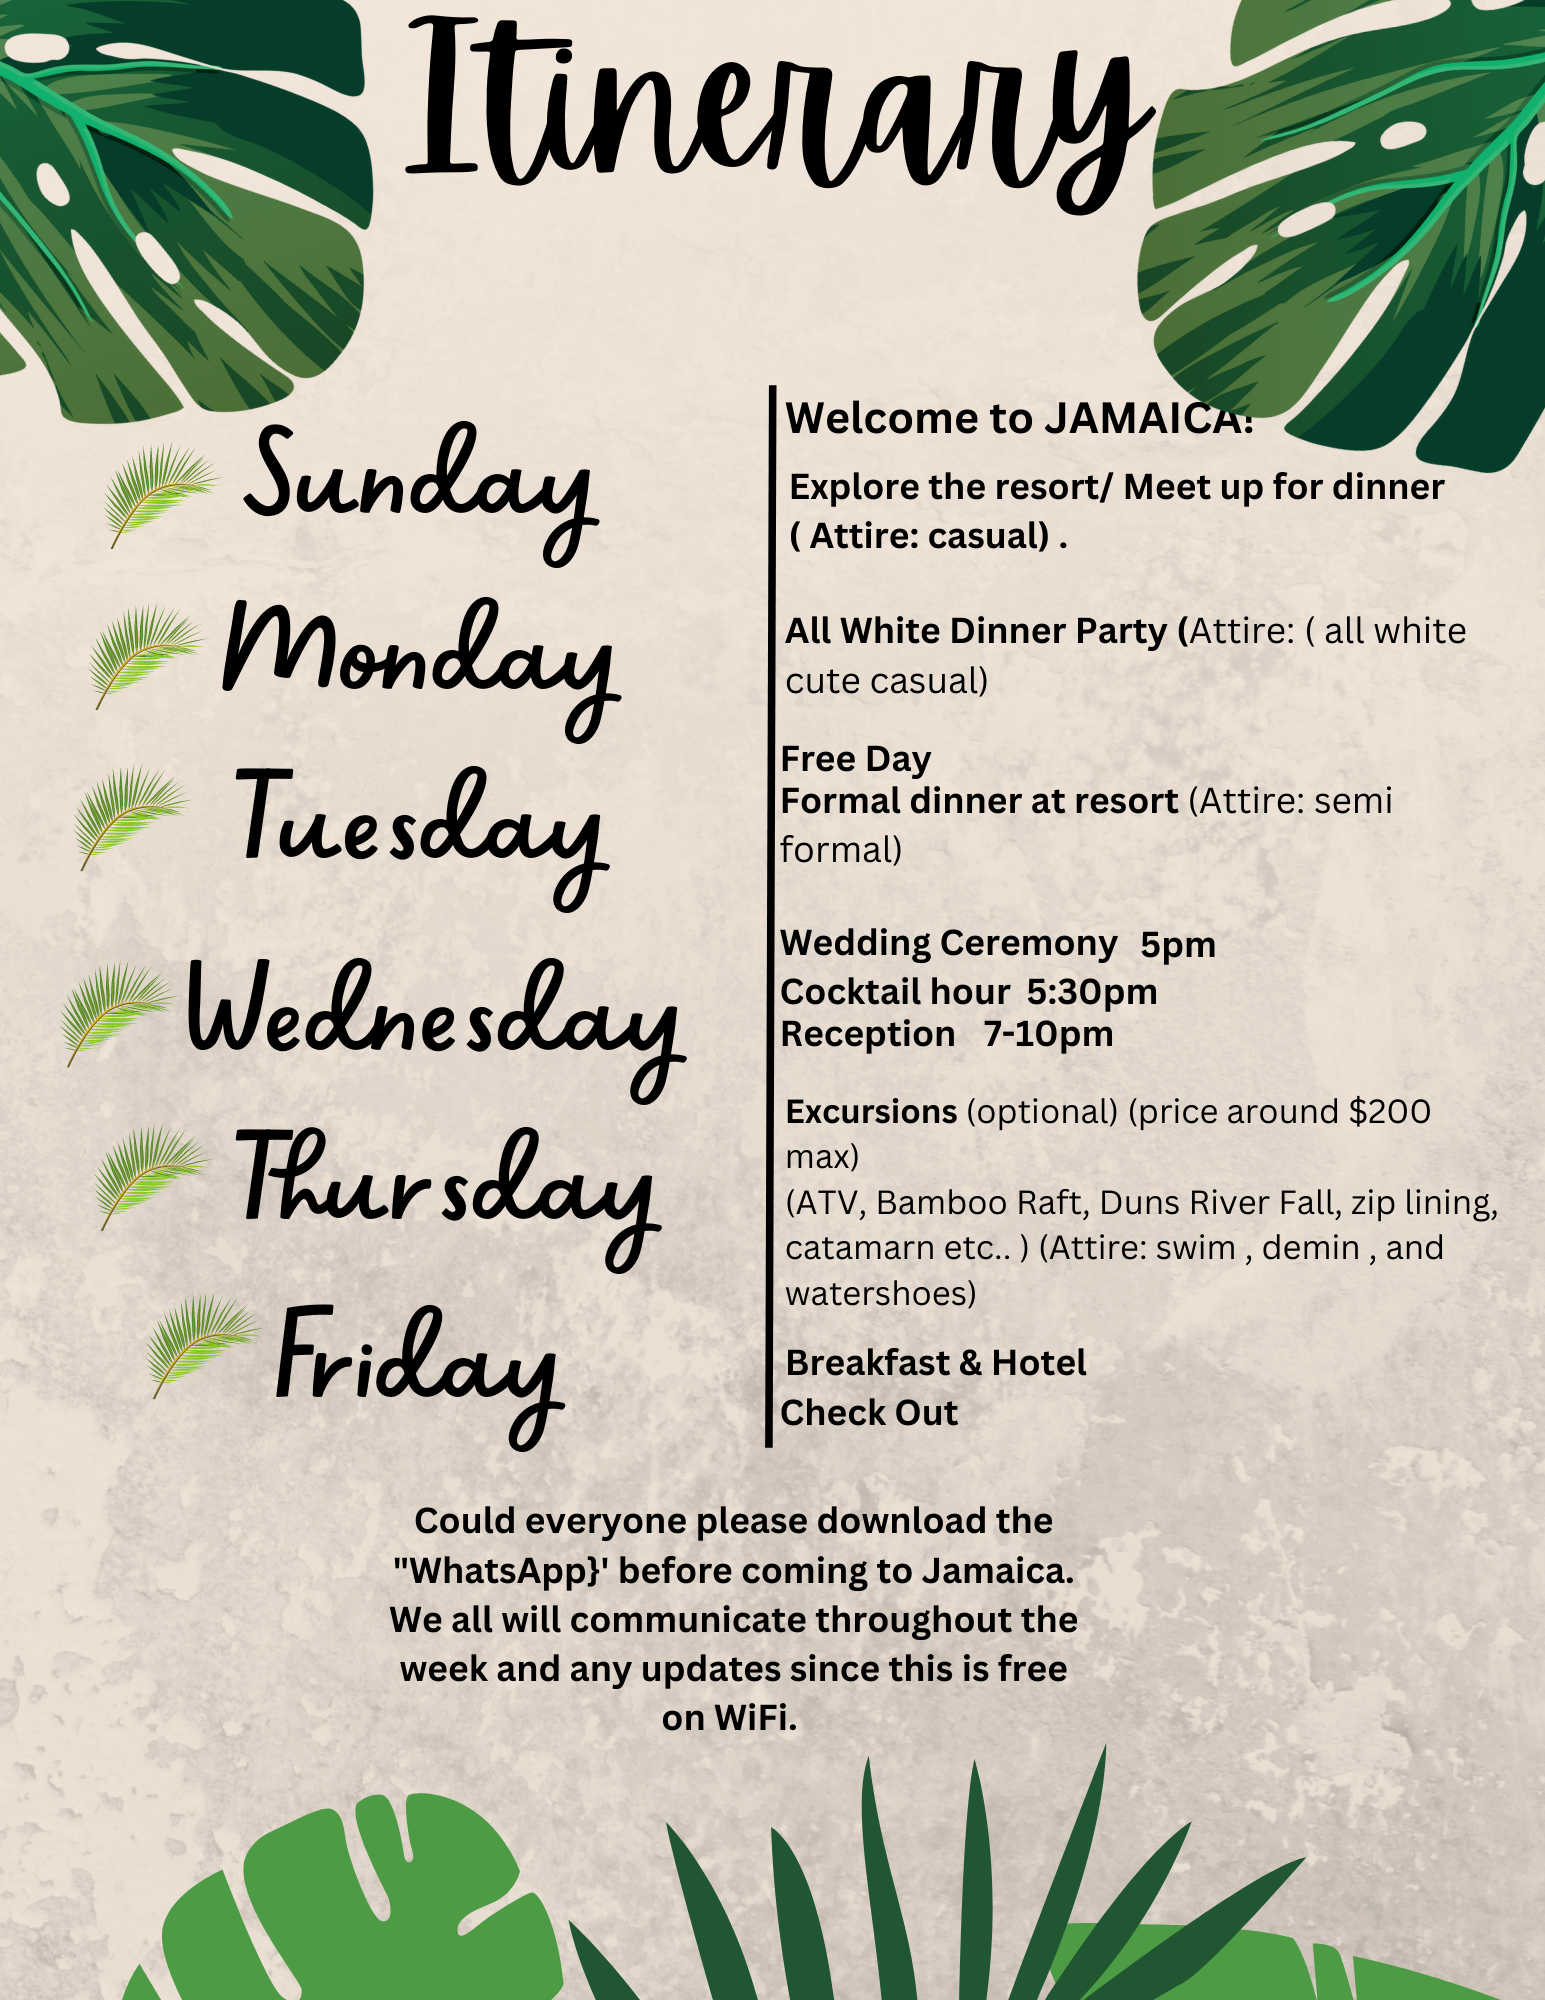 Itinerary
Sunday
Welcome to JAMAICA!
Explore the resort/ Meet up for dinner
( Attire: casual) .
Monday
All White Dinner Party (Attire: ( all white
cute casual)
Tuesday
Free Day
Formal dinner at resort (Attire: semi
formal)
Wednesday
Wedding Ceremony 5pm
Cocktail hour 5:30pm
Reception 7-10pm
Thursday
Excursions (optional) (price around $200
max)
(ATV, Bamboo Raft, Duns River Fall, zip lining,
catamarn etc.. ) (Attire: swim , demin , and
watershoes)
Friday
Breakfast & Hotel
Check Out
Could everyone please download the
"WhatsApp}' before coming to Jamaica.
We all will communicate throughout the
week and any updates since this is free
on WiFi.